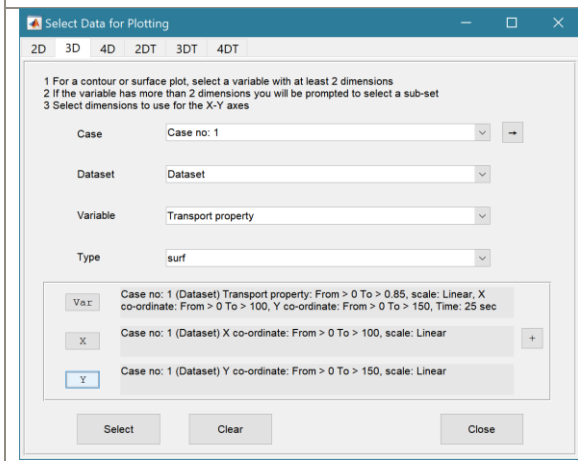 Select Data for Plotting
2D 3D 4D 2DT 3DT 4DT
1 For a contour or surface plot, select a variable with at least 2 dimensions
2 If the variable has more than 2 dimensions you will be prompted to select a sub-set
3 Select dimensions to use for the X-Y axes
Case Case no: 1 →
Dataset Dataset
Variable Transport property
Type surf
Var Case no: 1 (Dataset) Transport property: From > 0 To > 0.85, scale: Linear, X
co-ordinate: From > 0 To > 100, Y co-ordinate: From > 0 To > 150, Time: 25 sec
X Case no: 1 (Dataset) X co-ordinate: From > 0 To > 100, scale: Linear +
Y Case no: 1 (Dataset) Y co-ordinate: From > 0 To > 150, scale: Linear
Select Clear Close